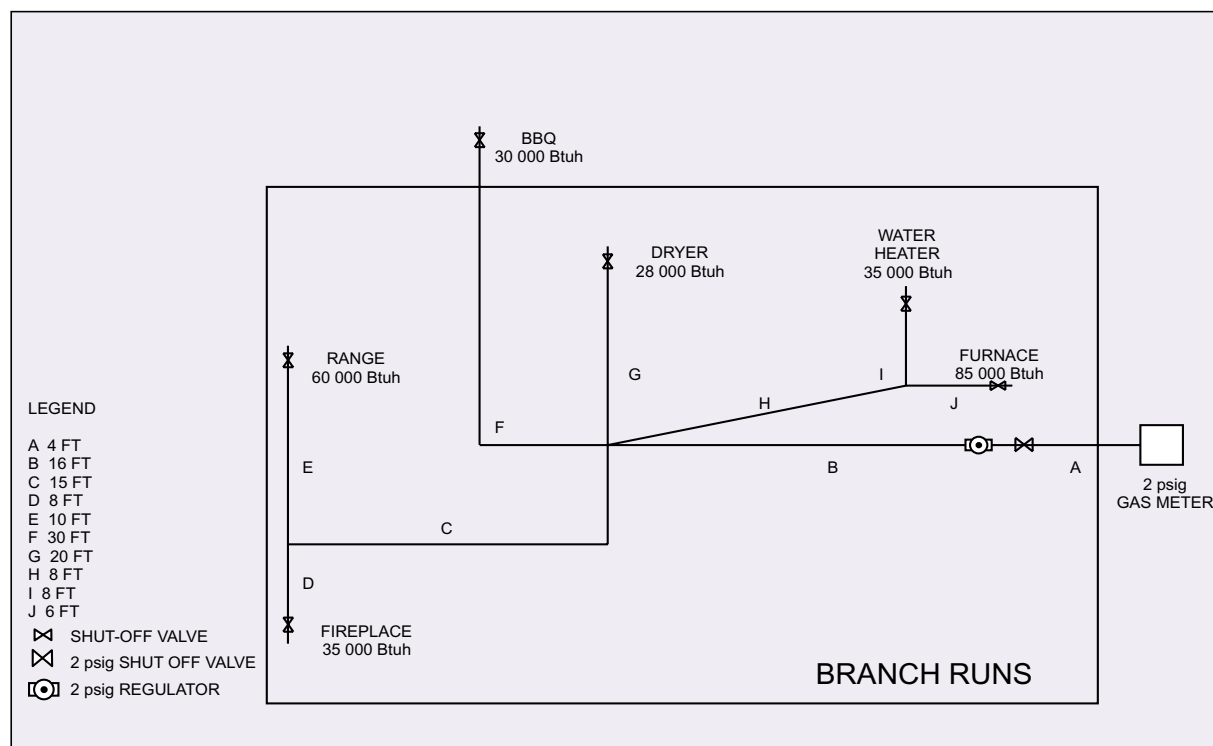 BBQ
30 000 Btuh
DRYER
28 000 Btuh
WATER
HEATER
35 000 Btuh
RANGE
60 000 Btuh
FURNACE
85 000 Btuh
G
I
H
J
F
E
B
A
C
D
2 psig
GAS METER
FIREPLACE
35 000 Btuh
LEGEND
A 4 FT
B 16 FT
C 15 FT
D 8 FT
E 10 FT
F 30 FT
G 20 FT
H 8 FT
I 8 FT
J 6 FT
SHUT-OFF VALVE
2 psig SHUT OFF VALVE
2 psig REGULATOR
BRANCH RUNS